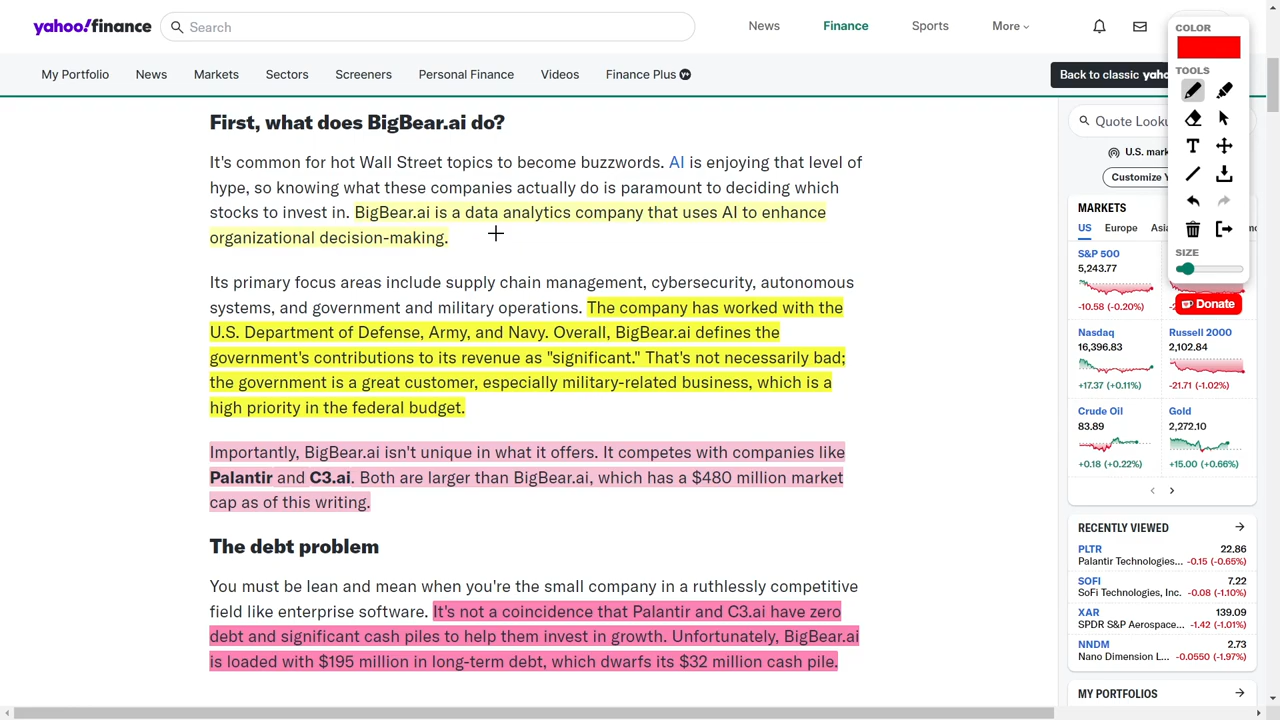 yahoo!finance
Search
News
Finance
Sports
More
COLOR
TOOLS
SIZE
Donate
My Portfolio
News
Markets
Sectors
Screeners
Personal Finance
Videos
Finance Plus
Back to classic
First, what does BigBear.ai do?
It's common for hot Wall Street topics to become buzzwords. AI is enjoying that level of
hype, so knowing what these companies actually do is paramount to deciding which
stocks to invest in. BigBear.ai is a data analytics company that uses AI to enhance
organizational decision-making.
Its primary focus areas include supply chain management, cybersecurity, autonomous
systems, and government and military operations. The company has worked with the
U.S. Department of Defense, Army, and Navy. Overall, BigBear.ai defines the
government's contributions to its revenue as "significant." That's not necessarily bad;
the government is a great customer, especially military-related business, which is a
high priority in the federal budget.
Importantly, BigBear.ai isn't unique in what it offers. It competes with companies like
Palantir and C3.ai. Both are larger than BigBear.ai, which has a $480 million market
cap as of this writing.
The debt problem
You must be lean and mean when you're the small company in a ruthlessly competitive
field like enterprise software. It's not a coincidence that Palantir and C3.ai have zero
debt and significant cash piles to help them invest in growth. Unfortunately, BigBear.ai
is loaded with $195 million in long-term debt, which dwarfs its $32 million cash pile.
Quote Looku
U.S. mark
Customize Y
MARKETS
US Europe Asia
S&P 500
5,243.77
-10.58 (-0.20%)
Nasdaq
16,396.83
+17.37 (+0.11%)
Russell 2000
2,102.84
-21.71 (-1.02%)
Crude Oil
83.89
+0.18 (+0.22%)
Gold
2,272.10
+15.00 (+0.66%)
RECENTLY VIEWED
PLTR 22.86
Palantir Technologies... -0.15 (-0.65%)
SOFI 7.22
SoFi Technologies, Inc. -0.08 (-1.10%)
XAR 139.09
SPDR S&P Aerospace... -1.42 (-1.01%)
NNDM 2.73
Nano Dimension L... -0.0550 (-1.97%)
MY PORTFOLIOS